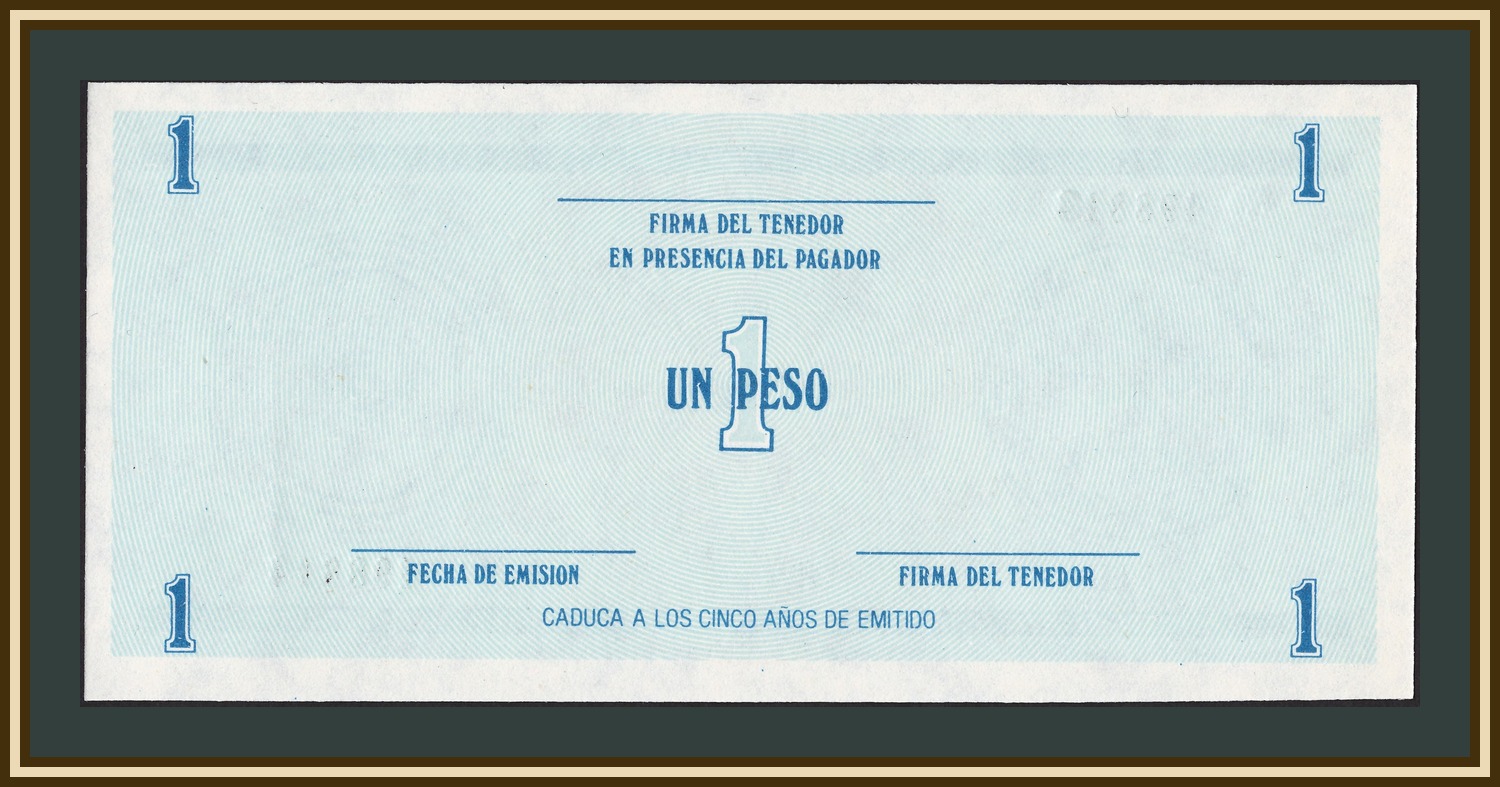 1
1
FIRMA DEL TENEDOR
EN PRESENCIA DEL PAGADOR
1
UN PESO
FECHA DE EMISION
FIRMA DEL TENEDOR
1
CADUCA A LOS CINCO AÑOS DE EMITIDO
1